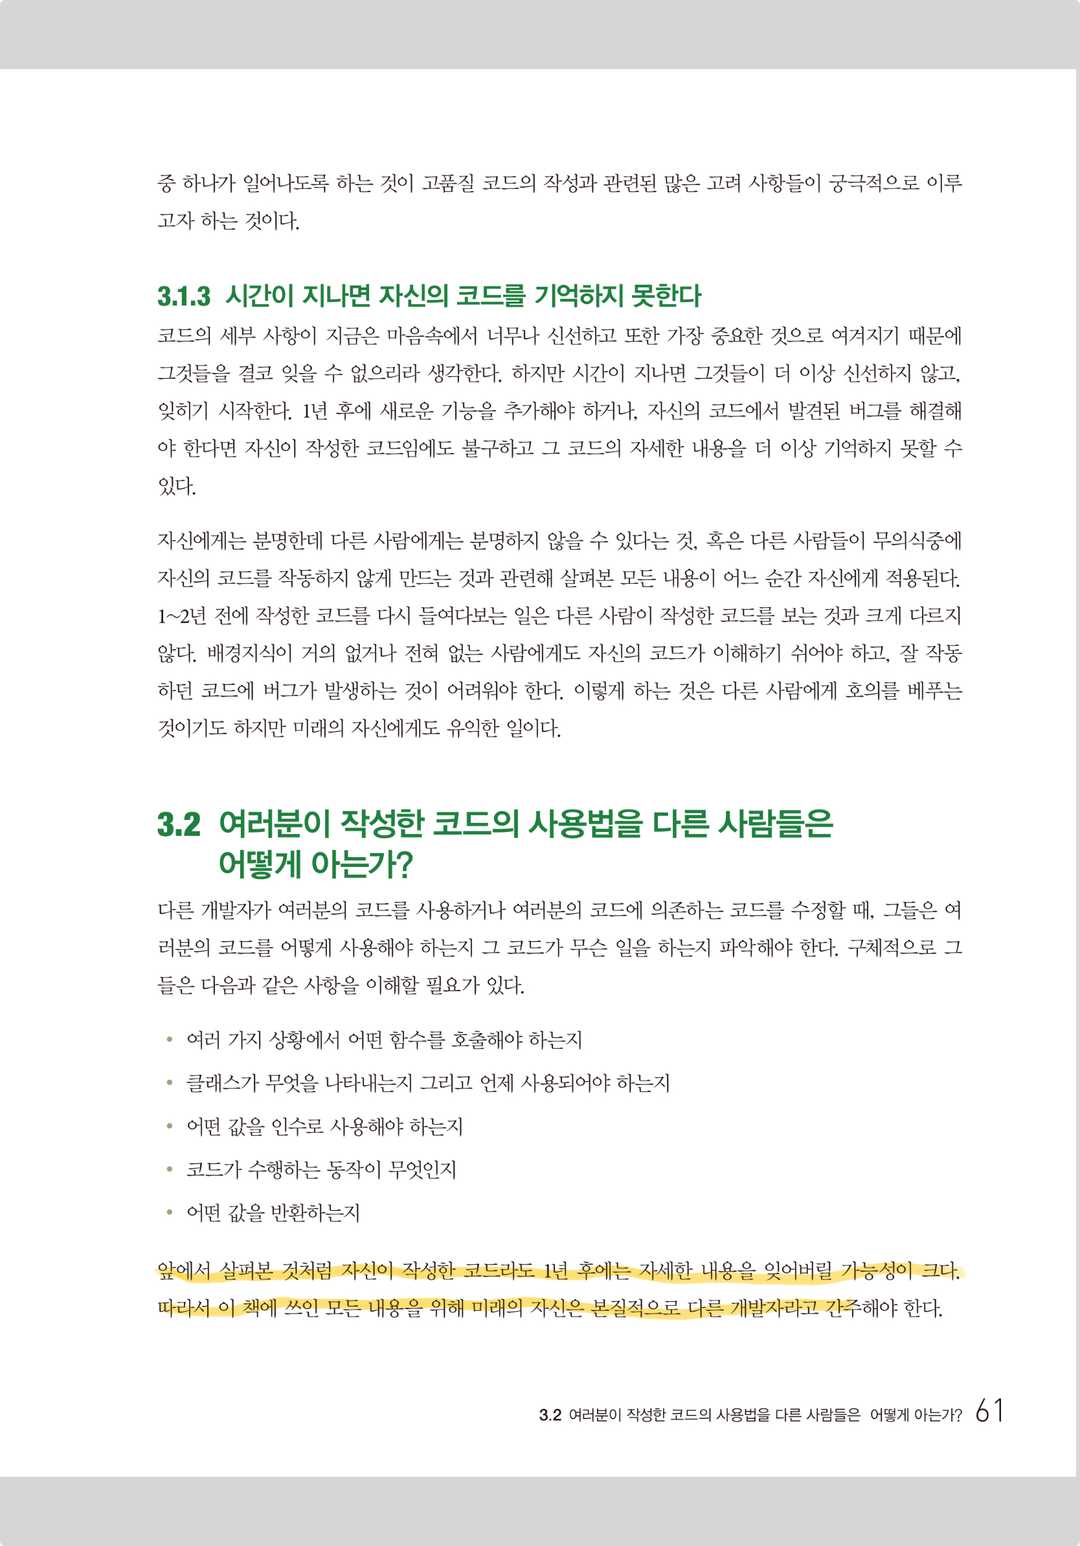 중 하나가 일어나도록 하는 것이 고품질 코드의 작성과 관련된 많은 고려 사항들이 궁극적으로 이루
고자 하는 것이다.
3.1.3 시간이 지나면 자신의 코드를 기억하지 못한다
코드의 세부 사항이 지금은 마음속에서 너무나 신선하고 또한 가장 중요한 것으로 여겨지기 때문에
그것들을 결코 잊을 수 없으리라 생각한다. 하지만 시간이 지나면 그것들이 더 이상 신선하지 않고,
잊히기 시작한다. 1년 후에 새로운 기능을 추가해야 하거나, 자신의 코드에서 발견된 버그를 해결해
야 한다면 자신이 작성한 코드임에도 불구하고 그 코드의 자세한 내용을 더 이상 기억하지 못할 수
있다.
자신에게는 분명한데 다른 사람에게는 분명하지 않을 수 있다는 것, 혹은 다른 사람들이 무의식중에
자신의 코드를 작동하지 않게 만드는 것과 관련해 살펴본 모든 내용이 어느 순간 자신에게 적용된다.
1~2년 전에 작성한 코드를 다시 들여다보는 일은 다른 사람이 작성한 코드를 보는 것과 크게 다르지
않다. 배경지식이 거의 없거나 전혀 없는 사람에게도 자신의 코드가 이해하기 쉬어야 하고, 잘 작동
하던 코드에 버그가 발생하는 것이 어려워야 한다. 이렇게 하는 것은 다른 사람에게 호의를 베푸는
것이기도 하지만 미래의 자신에게도 유익한 일이다.
3.2 여러분이 작성한 코드의 사용법을 다른 사람들은
어떻게 아는가?
다른 개발자가 여러분의 코드를 사용하거나 여러분의 코드에 의존하는 코드를 수정할 때, 그들은 여
러분의 코드를 어떻게 사용해야 하는지 그 코드가 무슨 일을 하는지 파악해야 한다. 구체적으로 그
들은 다음과 같은 사항을 이해할 필요가 있다.
• 여러 가지 상황에서 어떤 함수를 호출해야 하는지
• 클래스가 무엇을 나타내는지 그리고 언제 사용되어야 하는지
• 어떤 값을 인수로 사용해야 하는지
• 코드가 수행하는 동작이 무엇인지
• 어떤 값을 반환하는지
앞에서 살펴본 것처럼 자신이 작성한 코드라도 1년 후에는 자세한 내용을 잊어버릴 가능성이 크다.
따라서 이 책에 쓰인 모든 내용을 위해 미래의 자신은 본질적으로 다른 개발자라고 간주해야 한다.
3.2 여러분이 작성한 코드의 사용법을 다른 사람들은 어떻게 아는가? 61